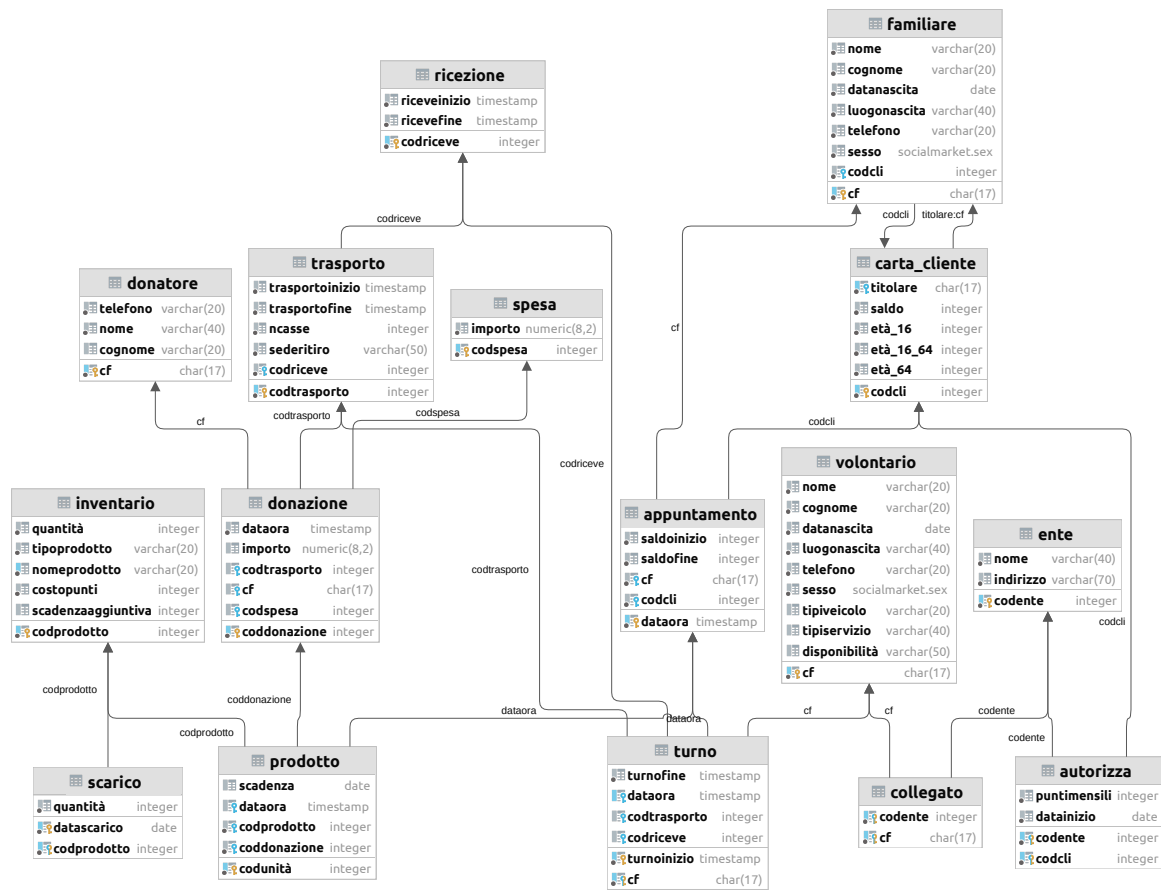 familiare
nome varchar(20)
cognome varchar(20)
datanascita date
luogonascita varchar(40)
telefono varchar(20)
sesso socialmarket.sex
codcli integer
cf char(17)
ricezione
riceveinizio timestamp
ricevefine timestamp
codriceve integer
codriceve
codcli
titolare:cf
trasporto
trasportoinizio timestamp
trasportofine timestamp
ncasse integer
sederitiro varchar(50)
codriceve integer
codtrasporto integer
carta_cliente
titolare char(17)
saldo integer
età_16 integer
età_16_64 integer
età_64 integer
codcli integer
donatore
telefono varchar(20)
nome varchar(40)
cognome varchar(20)
cf char(17)
spesa
importo numeric(8,2)
codspesa integer
cf
cf
codtrasporto
codspesa
codcli
codriceve
volontario
nome varchar(20)
cognome varchar(20)
datanascita date
luogonascita varchar(40)
telefono varchar(20)
sesso socialmarket.sex
tipiveicolo varchar(20)
tipiservizio varchar(40)
disponibilità varchar(50)
cf char(17)
inventario
quantità integer
tipoprodotto varchar(20)
nomeprodotto varchar(20)
costopunti integer
scadenzaaggiuntiva integer
codprodotto integer
donazione
dataora timestamp
importo numeric(8,2)
codtrasporto integer
cf char(17)
codspesa integer
coddonazione integer
codtrasporto
appuntamento
saldoinizio integer
saldofine integer
cf char(17)
codcli integer
dataora timestamp
ente
nome varchar(40)
indirizzo varchar(70)
codente integer
codcli
codprodotto
coddonazione
codprodotto
dataora
dataora
cf
cf
codente
codente
scarico
quantità integer
datascarico date
codprodotto integer
prodotto
scadenza date
dataora timestamp
codprodotto integer
coddonazione integer
codunità integer
turno
turnofine timestamp
dataora timestamp
codtrasporto integer
codriceve integer
turnoinizio timestamp
cf char(17)
collegato
codente integer
cf char(17)
autorizza
puntimensili integer
datainizio date
codente integer
codcli integer